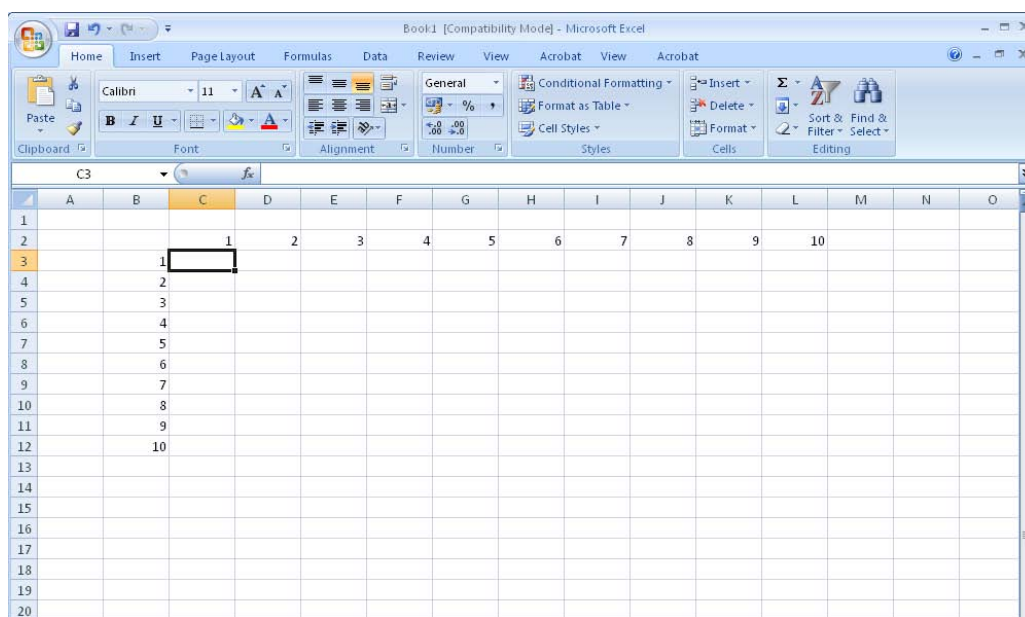 Book1 [Compatibility Mode] - Microsoft Excel
Home Insert Page Layout Formulas Data Review View Acrobat View Acrobat
Calibri 11 A A General Conditional Formatting Insert Σ
Paste B I U A % , Format as Table Delete Sort & Find &
Cell Styles Format Filter Select
Clipboard Font Alignment Number Styles Cells Editing
C3 fx
A B C D E F G H I J K L M N O
1
2 1 2 3 4 5 6 7 8 9 10
3 1
4 2
5 3
6 4
7 5
8 6
9 7
10 8
11 9
12 10
13
14
15
16
17
18
19
20